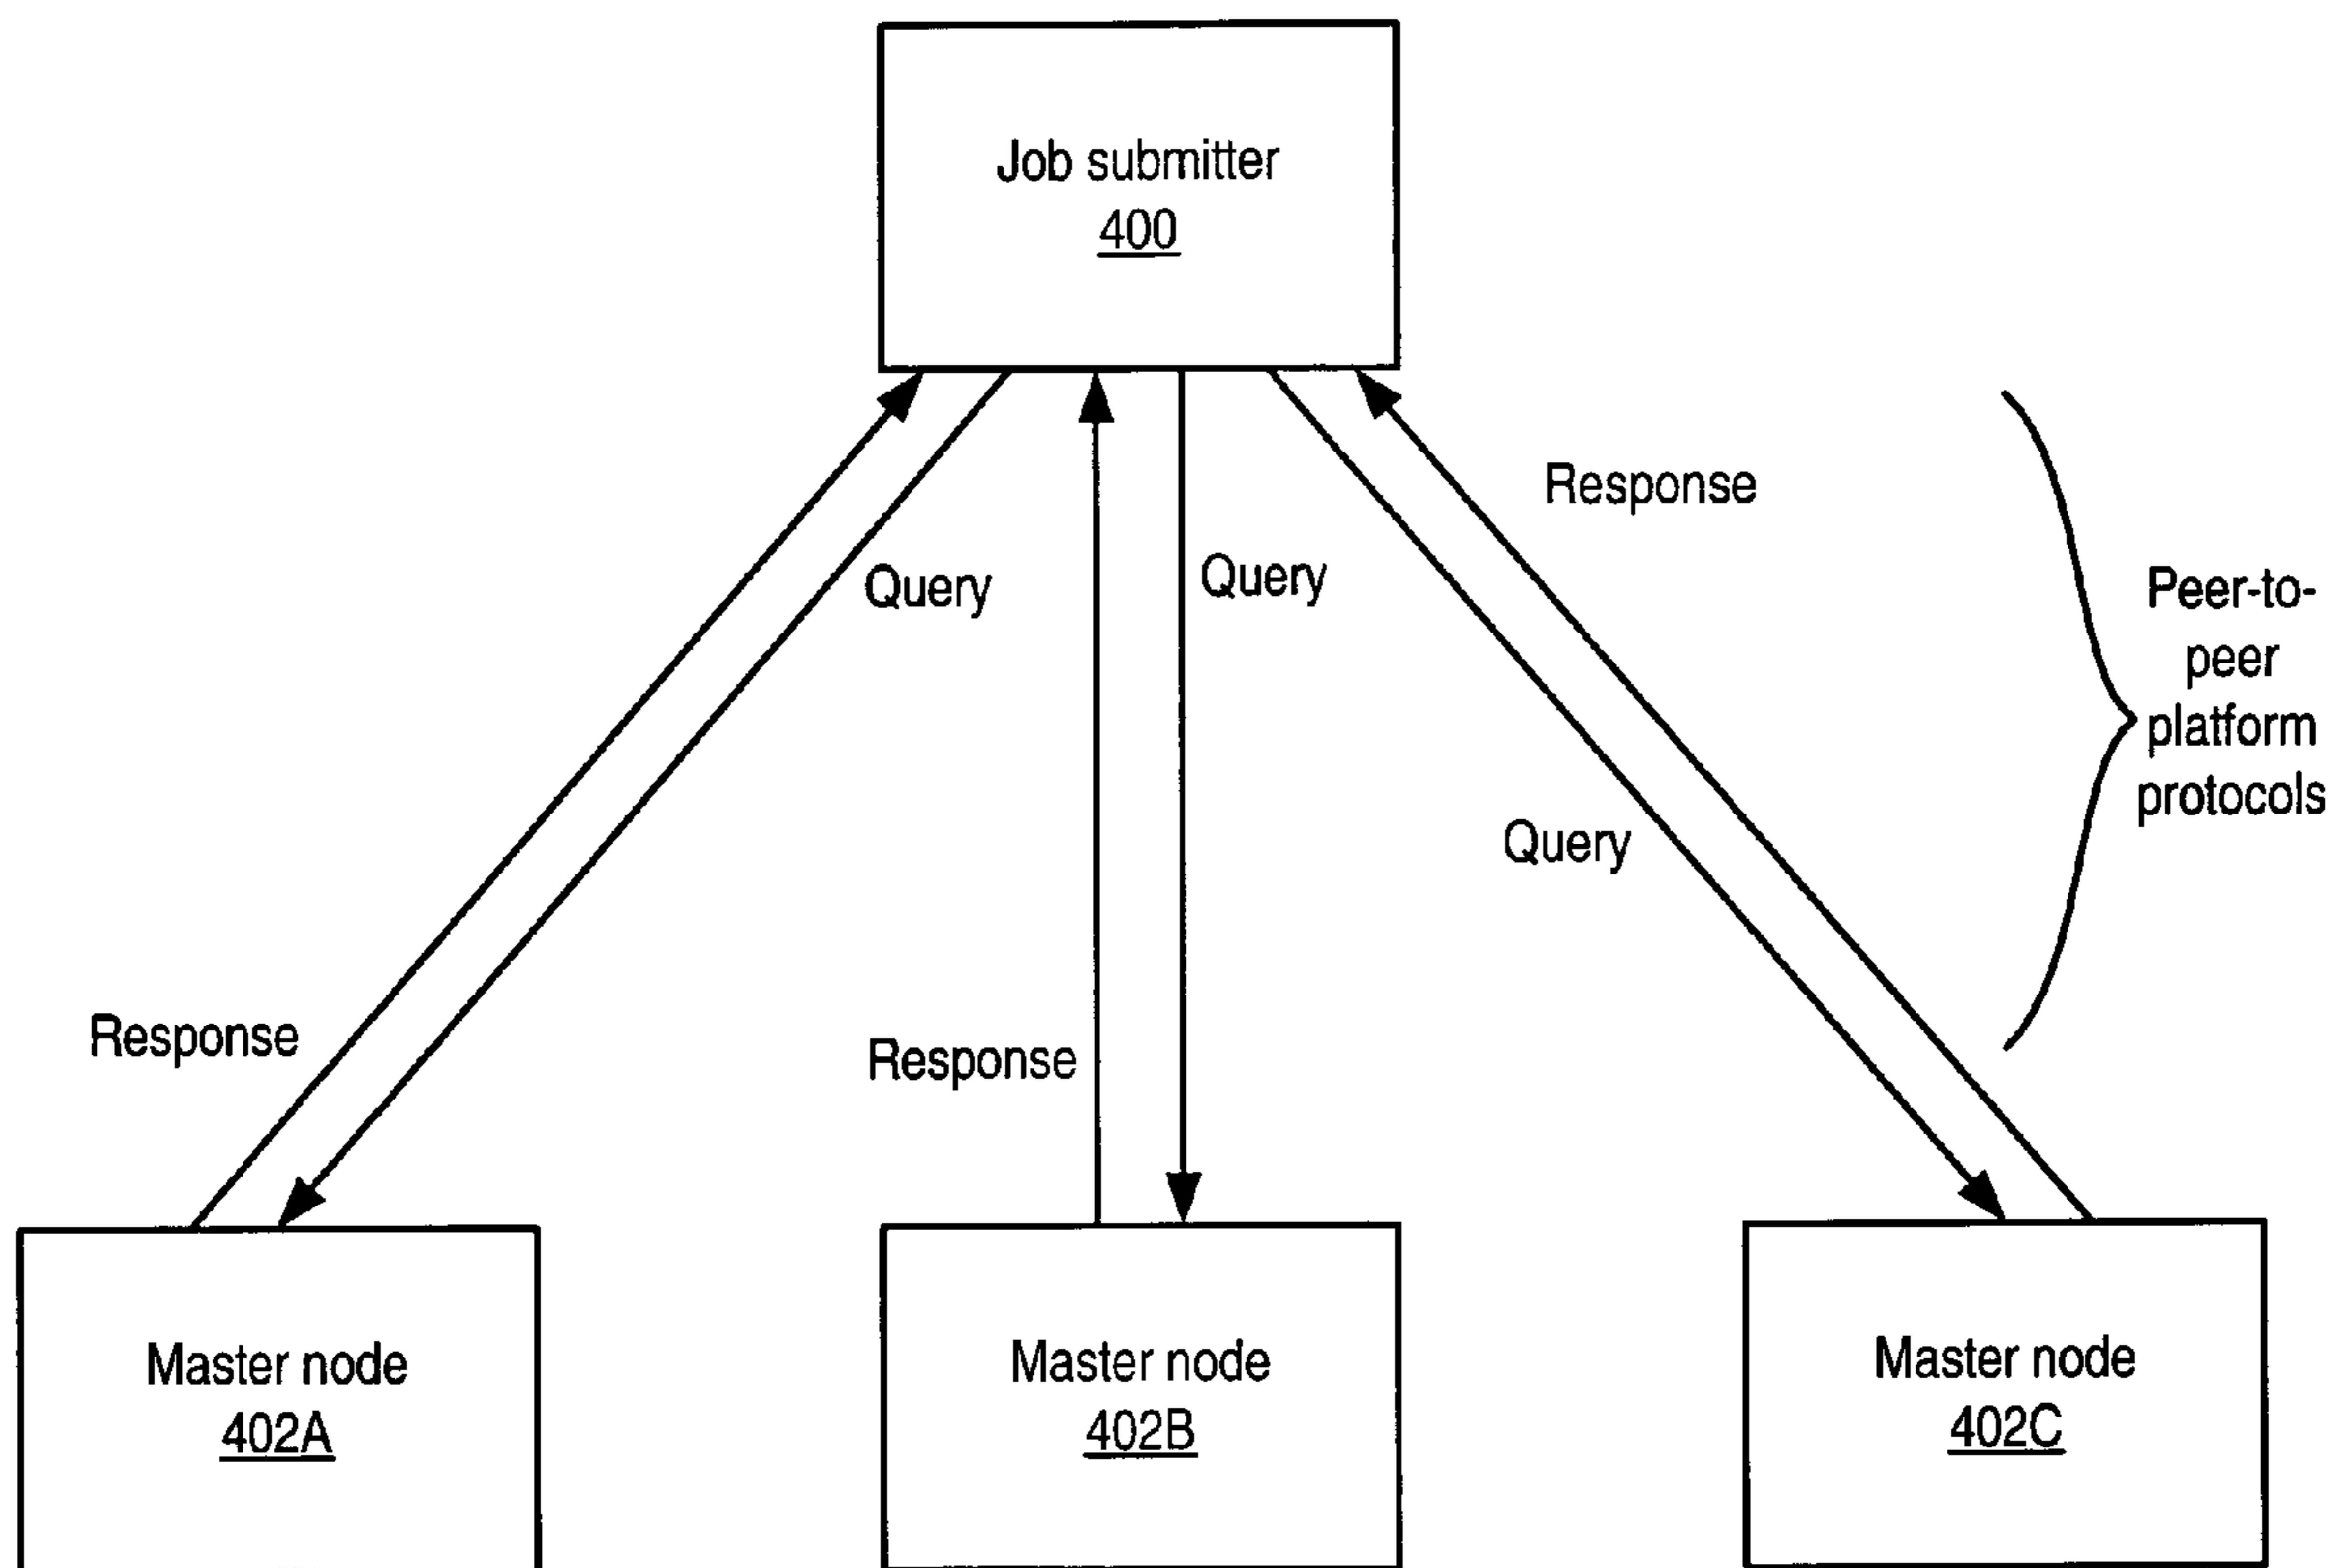 Job submitter
400
Response
Query
Query
Peer-to-
peer
platform
protocols
Query
Response
Response
Master node
402A
Master node
402B
Master node
402C